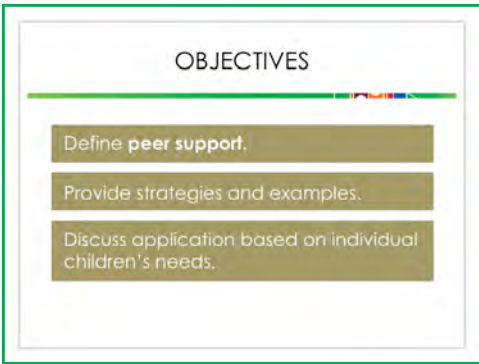 OBJECTIVES
Define peer support.
Provide strategies and examples.
Discuss application based on individual
children's needs.